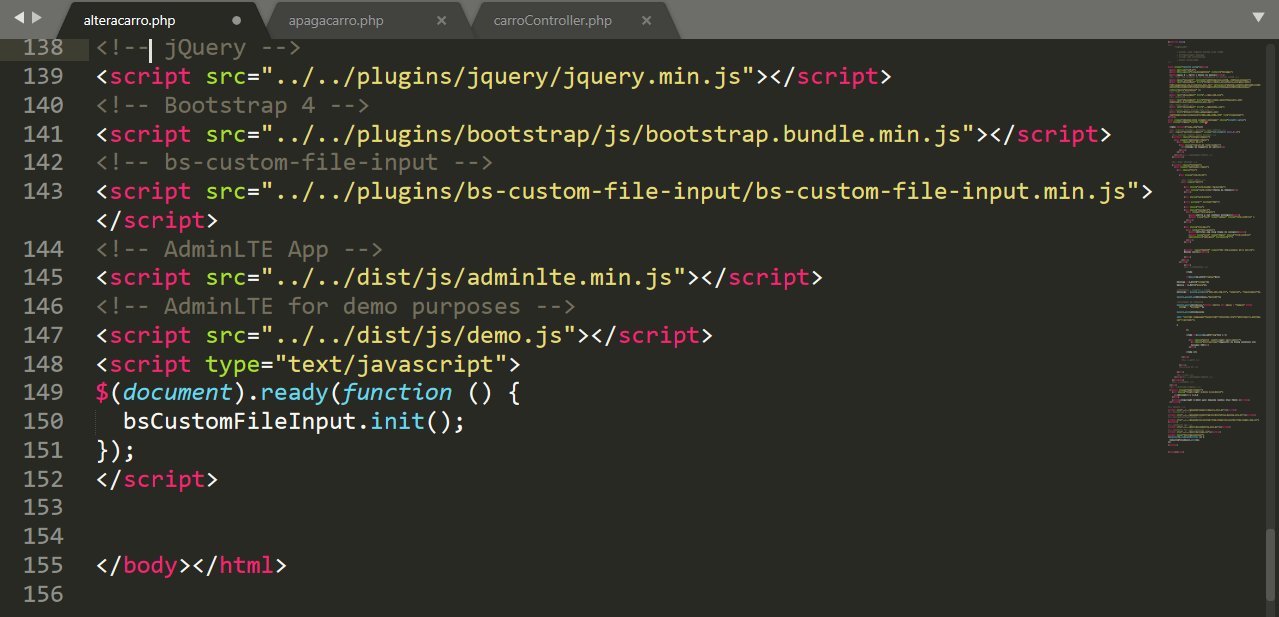 alteracarro.php apagacarro.php carroController.php
138 <!-- jQuery -->
139 <script src="../../plugins/jquery/jquery.min.js"></script>
140 <!-- Bootstrap 4 -->
141 <script src="../../plugins/bootstrap/js/bootstrap.bundle.min.js"></script>
142 <!-- bs-custom-file-input -->
143 <script src="../../plugins/bs-custom-file-input/bs-custom-file-input.min.js">
</script>
144 <!-- AdminLTE App -->
145 <script src="../../dist/js/adminlte.min.js"></script>
146 <!-- AdminLTE for demo purposes -->
147 <script src="../../dist/js/demo.js"></script>
148 <script type="text/javascript">
149 $(document).ready(function () {
150   bsCustomFileInput.init();
151 });
152 </script>
153
154
155 </body></html>
156